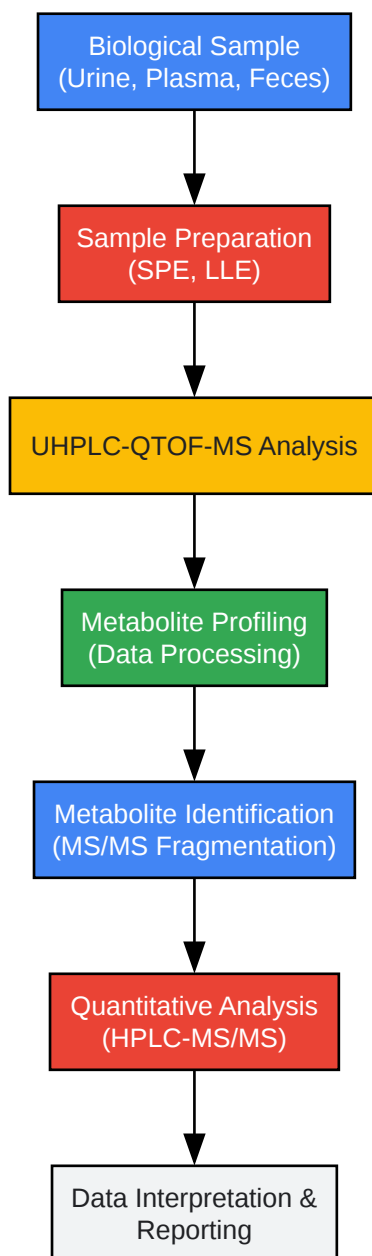 Biological Sample
(Urine, Plasma, Feces)
Sample Preparation
(SPE, LLE)
UHPLC-QTOF-MS Analysis
Metabolite Profiling
(Data Processing)
Metabolite Identification
(MS/MS Fragmentation)
Quantitative Analysis
(HPLC-MS/MS)
Data Interpretation &
Reporting